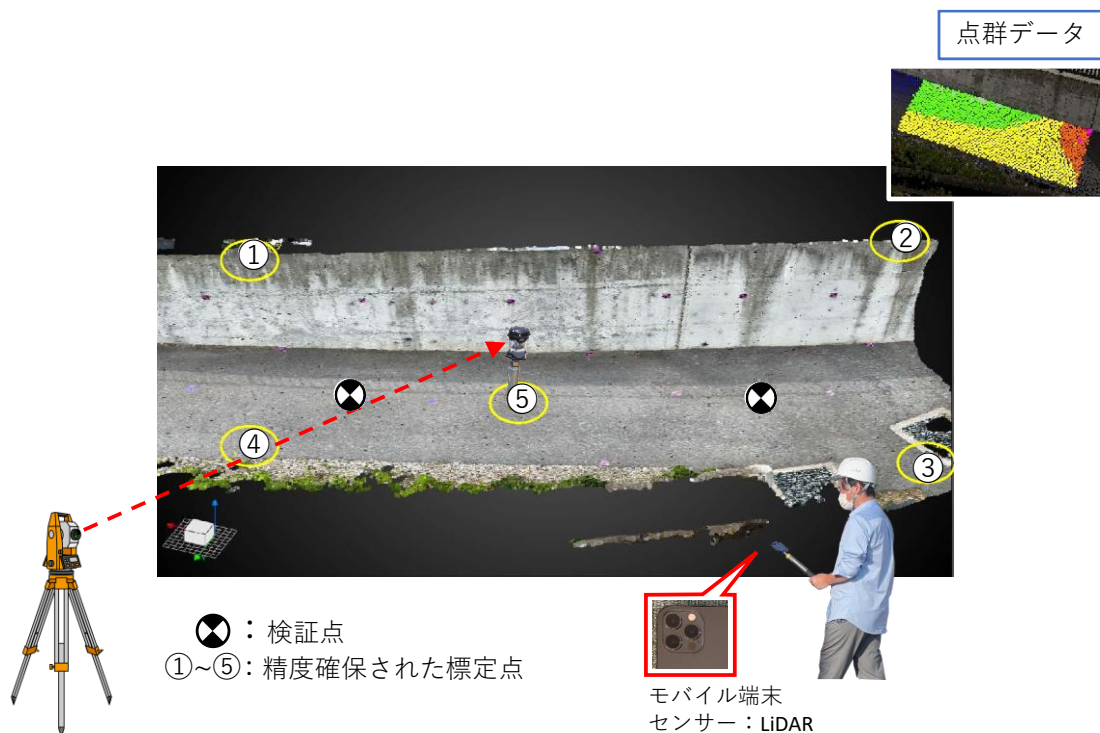 点群データ
①
②
⑤
④
③
：検証点
①~⑤：精度確保された標定点
モバイル端末
センサー：LiDAR